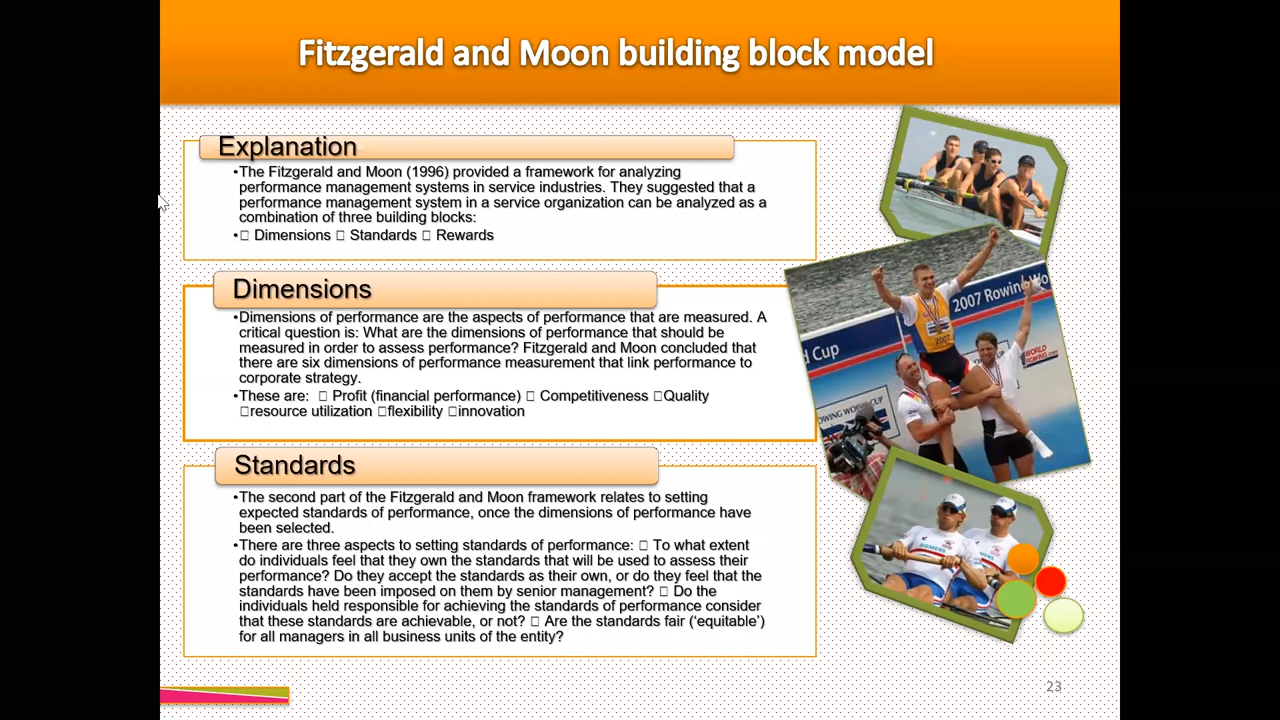 Fitzgerald and Moon building block model
Explanation
•The Fitzgerald and Moon (1996) provided a framework for analyzing
performance management systems in service industries. They suggested that a
performance management system in a service organization can be analyzed as a
combination of three building blocks:
•□ Dimensions □ Standards □ Rewards
Dimensions
•Dimensions of performance are the aspects of performance that are measured. A
critical question is: What are the dimensions of performance that should be
measured in order to assess performance? Fitzgerald and Moon concluded that
there are six dimensions of performance measurement that link performance to
corporate strategy.
•These are: □ Profit (financial performance) □ Competitiveness □Quality
□resource utilization □flexibility □innovation
Standards
•The second part of the Fitzgerald and Moon framework relates to setting
expected standards of performance, once the dimensions of performance have
been selected.
•There are three aspects to setting standards of performance: □ To what extent
do individuals feel that they own the standards that will be used to assess their
performance? Do they accept the standards as their own, or do they feel that the
standards have been imposed on them by senior management? □ Do the
individuals held responsible for achieving the standards of performance consider
that these standards are achievable, or not? □ Are the standards fair (‘equitable’)
for all managers in all business units of the entity?
2007 Rowing Wo
d Cup
2007
WORLD
ROWING
ROWING WORLD CUP
SIEMENS
23